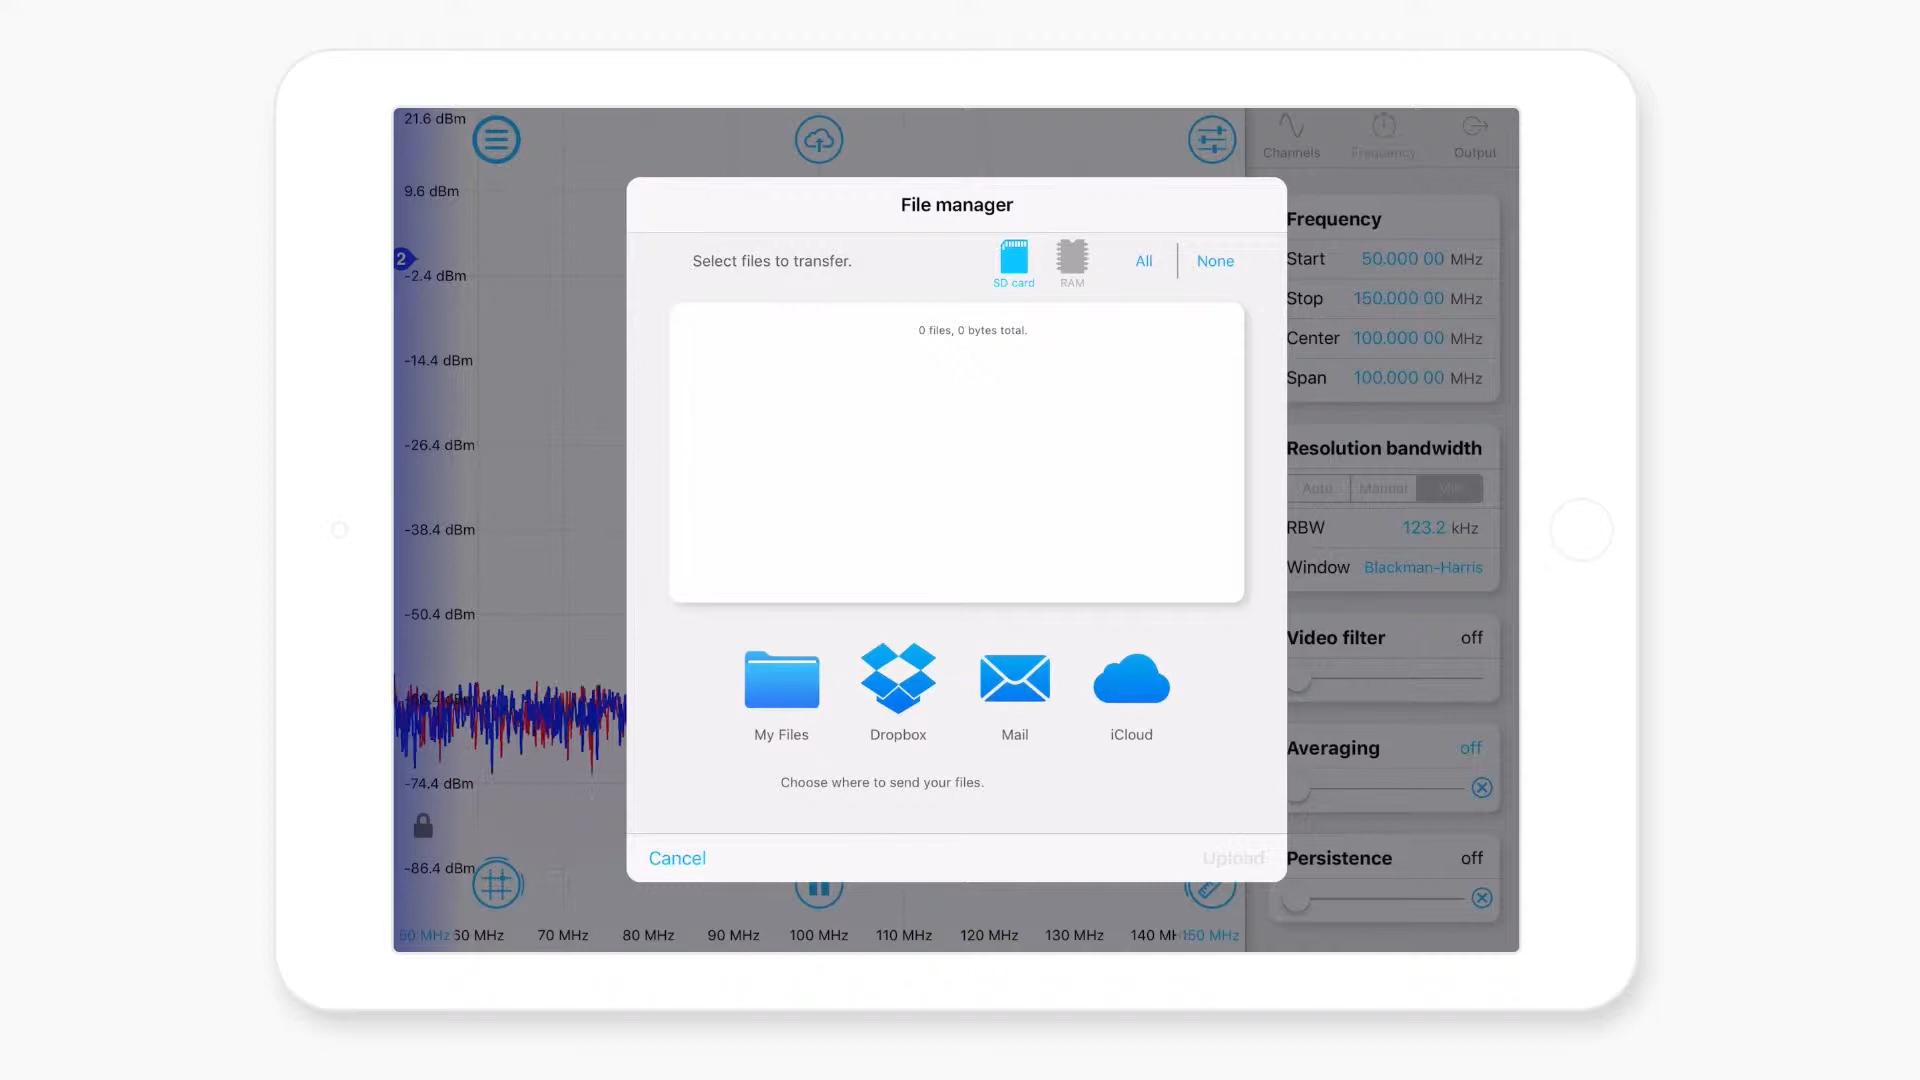 21.6 dBm
9.6 dBm
2
-2.4 dBm
-14.4 dBm
-26.4 dBm
-38.4 dBm
-50.4 dBm
-74.4 dBm
-86.4 dBm
60 MHz 70 MHz 80 MHz 90 MHz 100 MHz 110 MHz 120 MHz 130 MHz 140 MH 150 MHz
File manager
Select files to transfer.
SD card
RAM
All
None
0 files, 0 bytes total.
My Files
Dropbox
Mail
iCloud
Choose where to send your files.
Cancel
Upload
Channels
Frequency
Output
Frequency
Start 50.000 00 MHz
Stop 150.000 00 MHz
Center 100.000 00 MHz
Span 100.000 00 MHz
Resolution bandwidth
Auto Manual
RBW 123.2 kHz
Window Blackman-Harris
Video filter off
Averaging off
Persistence off